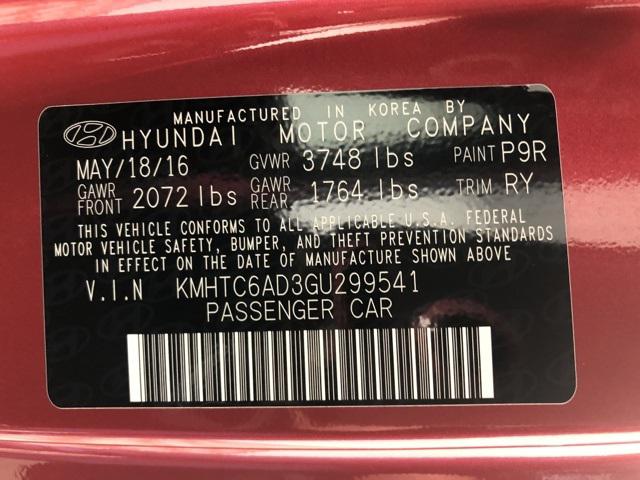 MANUFACTURED IN KOREA BY
HYUNDAI MOTOR COMPANY
MAY/18/16 GVWR 3748 lbs PAINT P9R
GAWR FRONT 2072 lbs GAWR REAR 1764 lbs TRIM RY
THIS VEHICLE CONFORMS TO ALL APPLICABLE U.S.A. FEDERAL
MOTOR VEHICLE SAFETY, BUMPER, AND THEFT PREVENTION STANDARDS
IN EFFECT ON THE DATE OF MANUFACTURE SHOWN ABOVE
V.I.N KMHTC6AD3GU299541
PASSENGER CAR